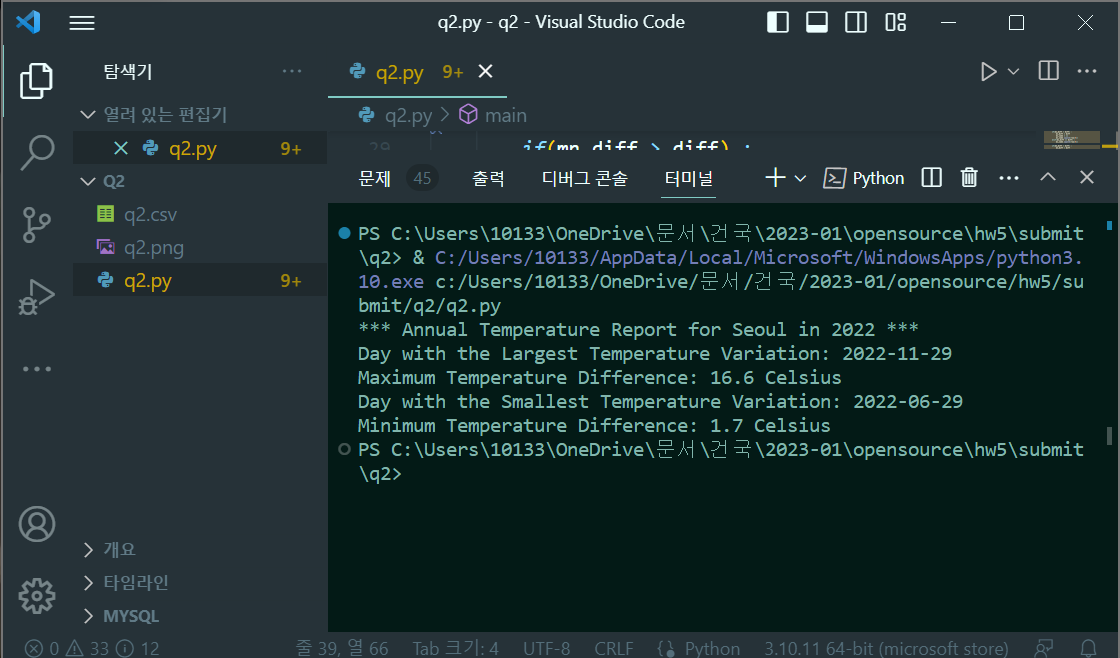 q2.py - q2 - Visual Studio Code
탐색기
열려 있는 편집기
q2.py 9+
Q2
q2.csv
q2.png
q2.py 9+
개요
타임라인
MYSQL
q2.py 9+
q2.py > main
29 if(mn_diff > diff) :
문제 45 출력 디버그 콘솔 터미널 Python
PS C:\Users\10133\OneDrive\문서\건국\2023-01\opensource\hw5\submit
\q2> & C:/Users/10133/AppData/Local/Microsoft/WindowsApps/python3.
10.exe c:/Users/10133/OneDrive/문서/건국/2023-01/opensource/hw5/su
bmit/q2/q2.py
*** Annual Temperature Report for Seoul in 2022 ***
Day with the Largest Temperature Variation: 2022-11-29
Maximum Temperature Difference: 16.6 Celsius
Day with the Smallest Temperature Variation: 2022-06-29
Minimum Temperature Difference: 1.7 Celsius
PS C:\Users\10133\OneDrive\문서\건국\2023-01\opensource\hw5\submit
\q2>
0 33 12 줄 39, 열 66 Tab 크기: 4 UTF-8 CRLF Python 3.10.11 64-bit (microsoft store)